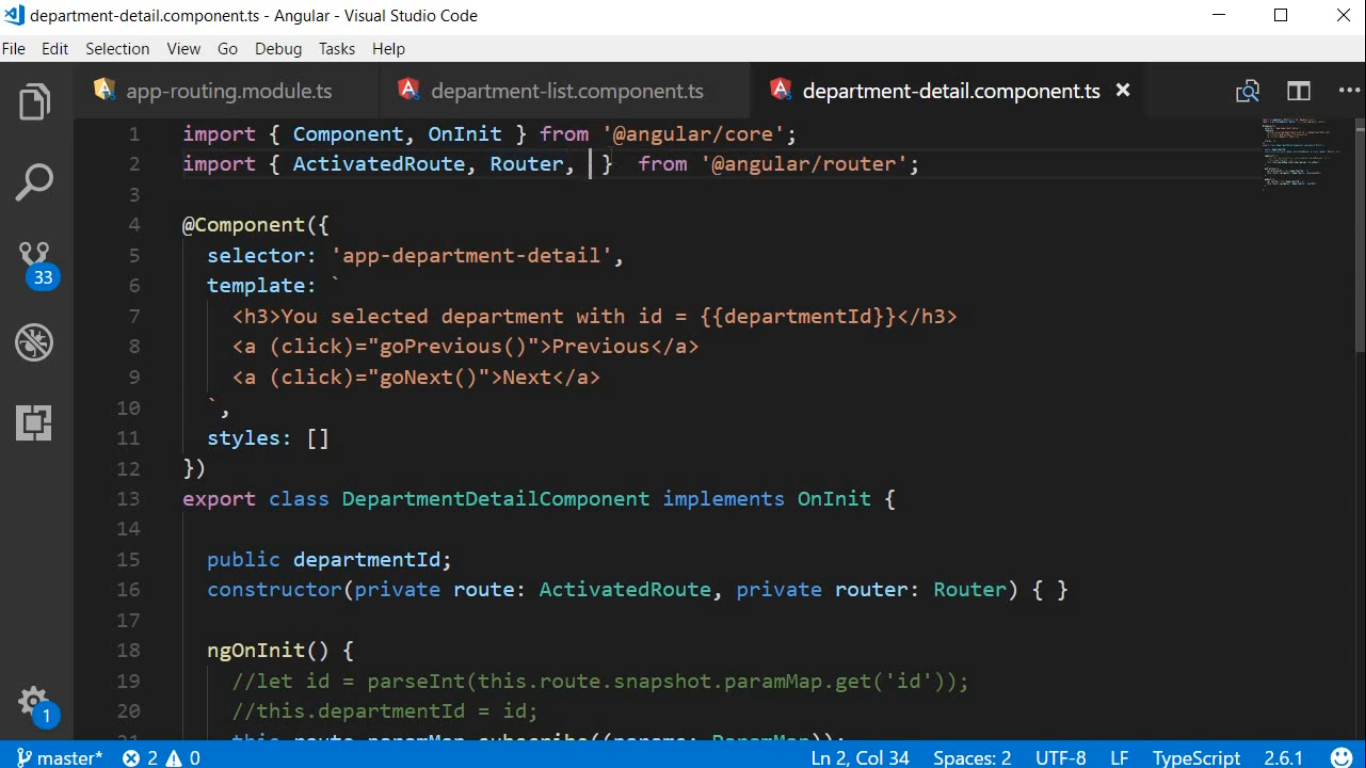 department-detail.component.ts - Angular - Visual Studio Code
File Edit Selection View Go Debug Tasks Help
app-routing.module.ts department-list.component.ts department-detail.component.ts
1 import { Component, OnInit } from '@angular/core';
2 import { ActivatedRoute, Router, } from '@angular/router';
3
4 @Component({
5 selector: 'app-department-detail',
6 template: `
7 <h3>You selected department with id = {{departmentId}}</h3>
8 <a (click)="goPrevious()">Previous</a>
9 <a (click)="goNext()">Next</a>
10 `,
11 styles: []
12 })
13 export class DepartmentDetailComponent implements OnInit {
14
15 public departmentId;
16 constructor(private route: ActivatedRoute, private router: Router) { }
17
18 ngOnInit() {
19 //let id = parseInt(this.route.snapshot.paramMap.get('id'));
20 //this.departmentId = id;
21 this.route.paramMap.subscribe((params: ParamMap));
33
1
master* 2 0 Ln 2, Col 34 Spaces: 2 UTF-8 LF TypeScript 2.6.1